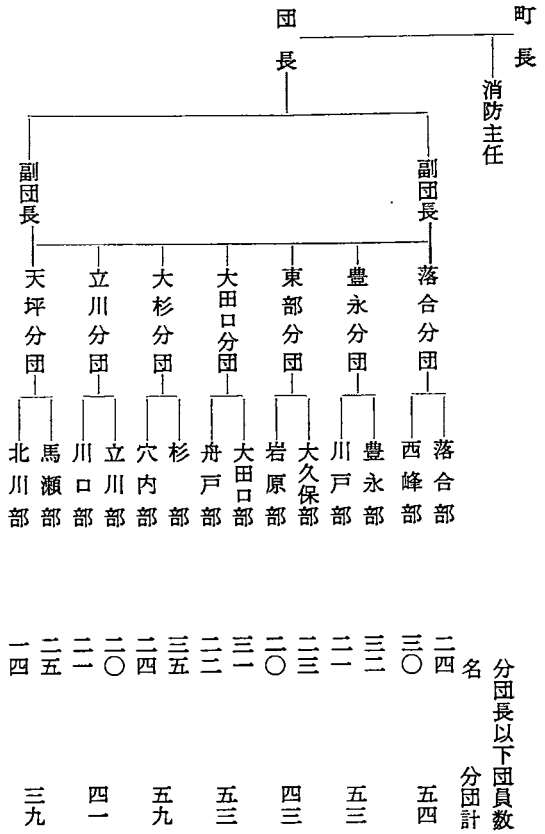 町長
消防主任
団長
副団長
副団長
落合分団
豊永分団
東部分団
大田口分団
大杉分団
立川分団
天坪分団
落合部
西峰部
豊永部
川戸部
大久保部
岩原部
大田口部
舟戸部
杉部
穴内部
立川部
川口部
馬瀬部
北川部
分団長以下団員数
名 分団計
二四
三〇
三二
二一
二三
二〇
三一
二二
三五
二四
二〇
二一
二五
一四
五四
五三
四三
五三
五九
四一
三九